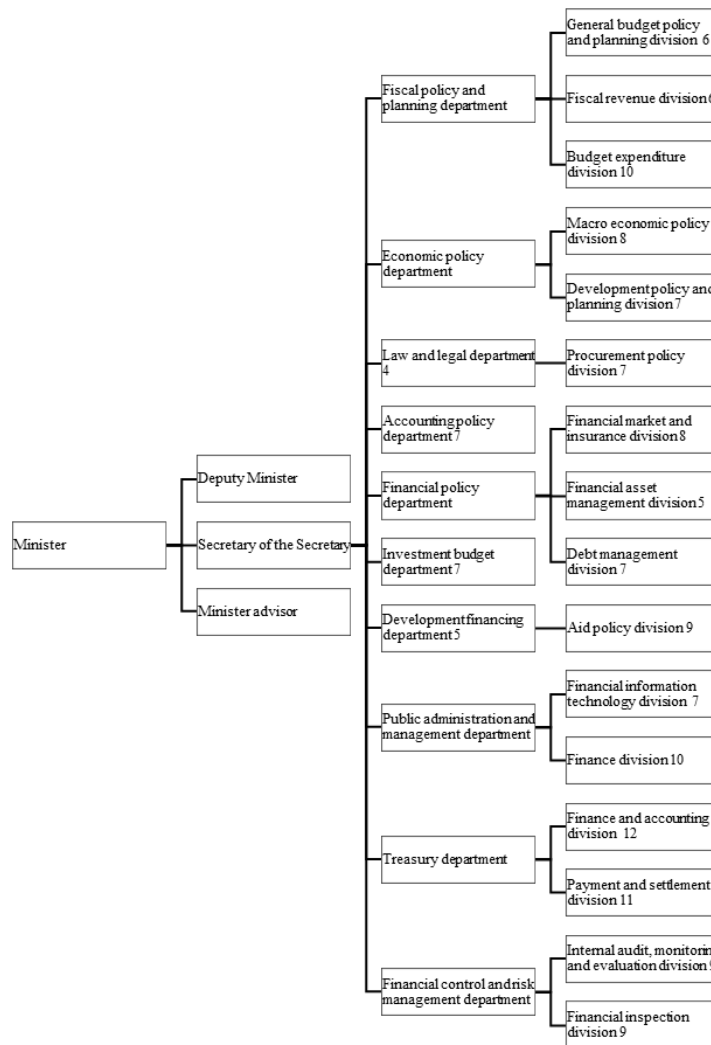 General budget policy
and planning division 6
Fiscal policy and
planning department
Fiscal revenue division 6
Budget expenditure
division 10
Macro economic policy
division 8
Economic policy
department
Development policy and
planning division 7
Law and legal department
4
Procurement policy
division 7
Accounting policy
department 7
Financial market and
insurance division 8
Deputy Minister
Financial policy
department
Financial asset
management division 5
Minister
Secretary of the Secretary
Investment budget
department 7
Debt management
division 7
Minister advisor
Development financing
department 5
Aid policy division 9
Public administration and
management department
Financial information
technology division 7
Finance division 10
Finance and accounting
division 12
Treasury department
Payment and settlement
division 11
Internal audit, monitorin
and evaluation division 9
Financial control and risk
management department
Financial inspection
division 9